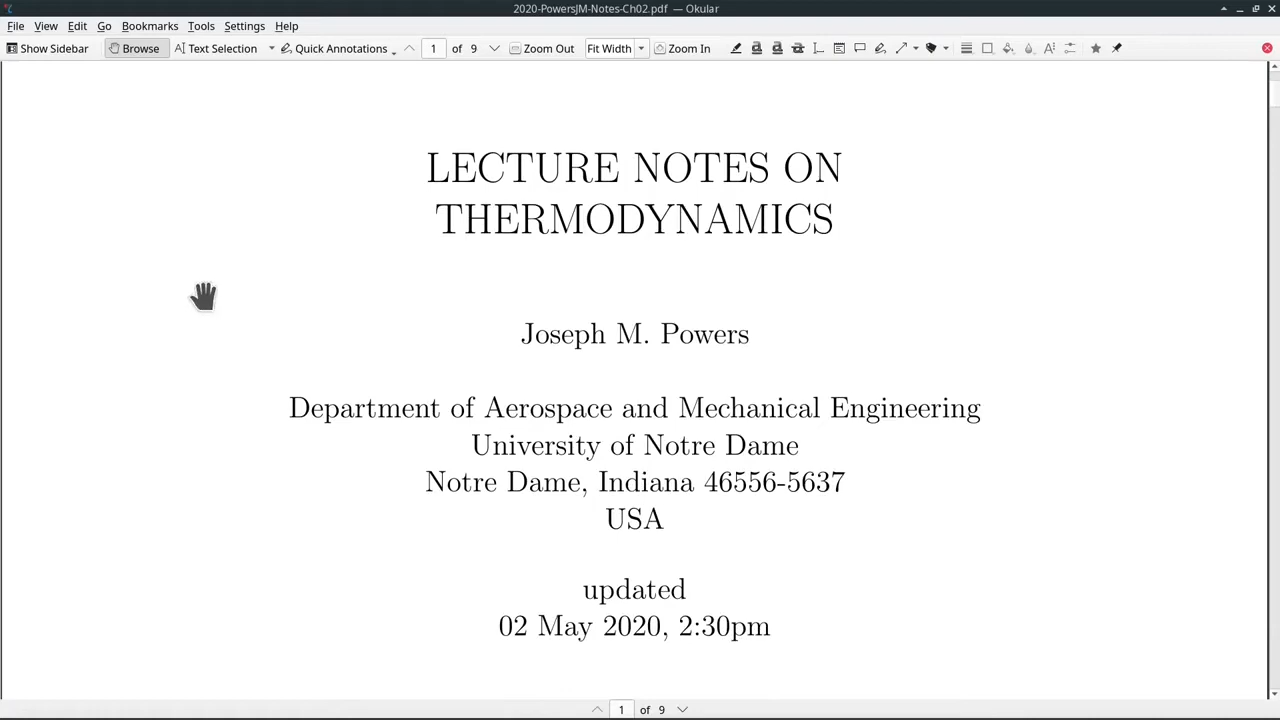 2020-PowersJM-Notes-Ch02.pdf — Okular
File View Edit Go Bookmarks Tools Settings Help
Show Sidebar Browse Text Selection Quick Annotations 1 of 9 Zoom Out Fit Width Zoom In
LECTURE NOTES ON
THERMODYNAMICS
Joseph M. Powers
Department of Aerospace and Mechanical Engineering
University of Notre Dame
Notre Dame, Indiana 46556-5637
USA
updated
02 May 2020, 2:30pm
1 of 9